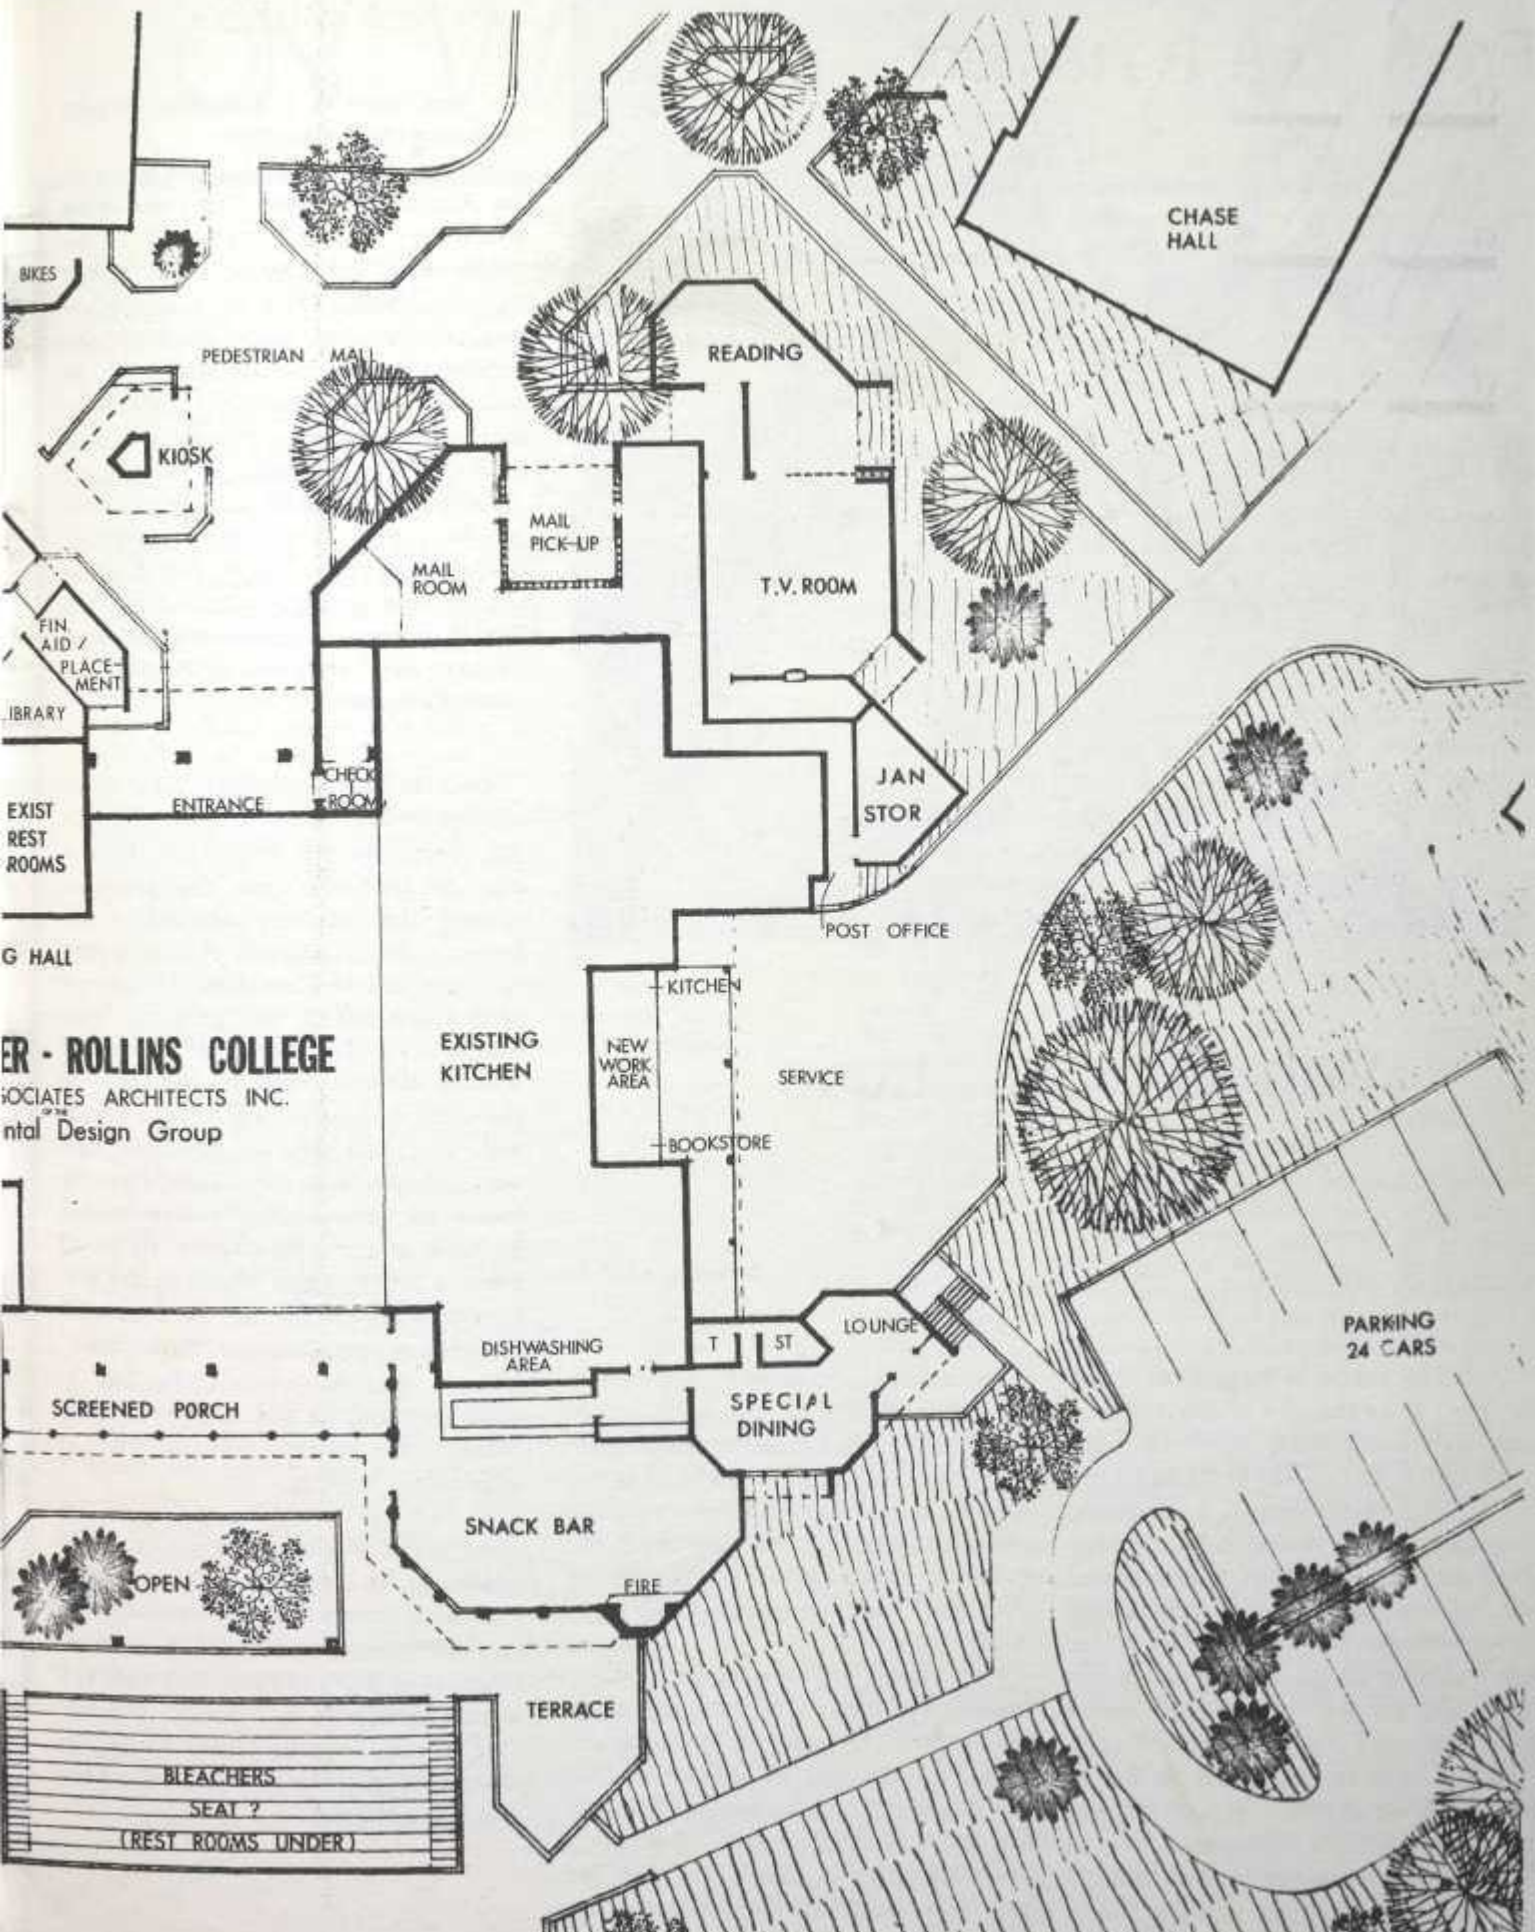 CHASE
HALL
BIKES
PEDESTRIAN MALL
READING
KIOSK
MAIL
PICK-UP
MAIL
ROOM
T.V. ROOM
FIN.
AID /
PLACE-
MENT
IBRARY
CHECK
ROOM
ENTRANCE
JAN
STOR
EXIST
REST
ROOMS
POST OFFICE
G HALL
KITCHEN
ER - ROLLINS COLLEGE
SOCIATES ARCHITECTS INC.
OF THE
ntal Design Group
EXISTING
KITCHEN
NEW
WORK
AREA
SERVICE
BOOKSTORE
PARKING
24 CARS
LOUNGE
T
ST
DISHWASHING
AREA
SCREENED PORCH
SPECIAL
DINING
SNACK BAR
OPEN
FIRE
TERRACE
BLEACHERS
SEAT ?
(REST ROOMS UNDER)